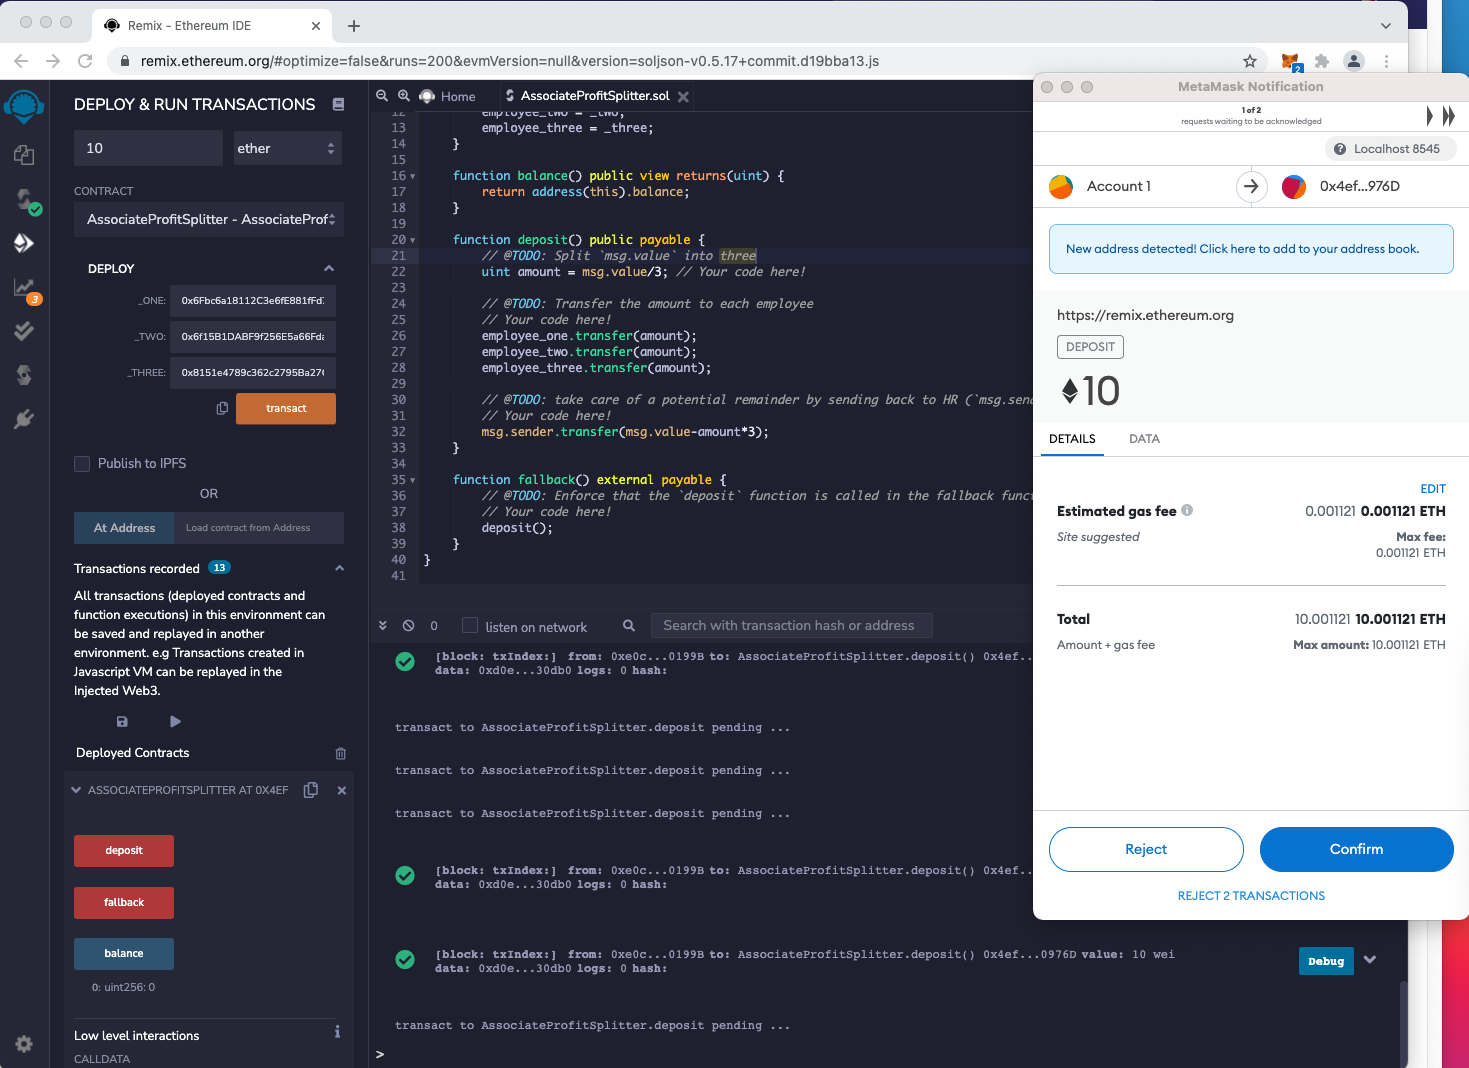 Remix - Ethereum IDE
remix.ethereum.org/#optimize=false&runs=200&evmVersion=null&version=soljson-v0.5.17+commit.d19bba13.js
2
DEPLOY & RUN TRANSACTIONS
10
ether
CONTRACT
AssociateProfitSplitter - AssociateProf
DEPLOY
_ONE:
0x6Fbc6a18112C3e6fE881fFd
_TWO:
0x6f15B1DABF9f256E5a66Fd
_THREE:
0x8151e4789c362c2795Ba27
transact
3
Publish to IPFS
OR
At Address
Load contract from Address
Transactions recorded 13
All transactions (deployed contracts and
function executions) in this environment can
be saved and replayed in another
environment. e.g Transactions created in
Javascript VM can be replayed in the
Injected Web3.
Deployed Contracts
ASSOCIATEPROFITSPLITTER AT 0X4EF
deposit
fallback
balance
0: uint256: 0
Low level interactions
CALLDATA
Home
AssociateProfitSplitter.sol
12 employee_two = _two;
13 employee_three = _three;
14 }
15
16 function balance() public view returns(uint) {
17 return address(this).balance;
18 }
19
20 function deposit() public payable {
21 // @TODO: Split `msg.value` into three
22 uint amount = msg.value/3; // Your code here!
23
24 // @TODO: Transfer the amount to each employee
25 // Your code here!
26 employee_one.transfer(amount);
27 employee_two.transfer(amount);
28 employee_three.transfer(amount);
29
30 // @TODO: take care of a potential remainder by sending back to HR (`msg.send
31 // Your code here!
32 msg.sender.transfer(msg.value-amount*3);
33 }
34
35 function fallback() external payable {
36 // @TODO: Enforce that the `deposit` function is called in the fallback funct
37 // Your code here!
38 deposit();
39 }
40 }
41
0
listen on network
Search with transaction hash or address
[block: txIndex:] from: 0xe0c...0199B to: AssociateProfitSplitter.deposit() 0x4ef..
data: 0xd0e...30db0 logs: 0 hash:
transact to AssociateProfitSplitter.deposit pending ...
transact to AssociateProfitSplitter.deposit pending ...
transact to AssociateProfitSplitter.deposit pending ...
[block: txIndex:] from: 0xe0c...0199B to: AssociateProfitSplitter.deposit() 0x4ef..
data: 0xd0e...30db0 logs: 0 hash:
[block: txIndex:] from: 0xe0c...0199B to: AssociateProfitSplitter.deposit() 0x4ef...0976D value: 10 wei
data: 0xd0e...30db0 logs: 0 hash:
Debug
transact to AssociateProfitSplitter.deposit pending ...
>
MetaMask Notification
1 of 2
requests waiting to be acknowledged
Localhost 8545
Account 1
0x4ef...976D
New address detected! Click here to add to your address book.
https://remix.ethereum.org
DEPOSIT
10
DETAILS
DATA
EDIT
Estimated gas fee
0.001121 0.001121 ETH
Site suggested
Max fee:
0.001121 ETH
Total
10.001121 10.001121 ETH
Amount + gas fee
Max amount: 10.001121 ETH
Reject
Confirm
REJECT 2 TRANSACTIONS